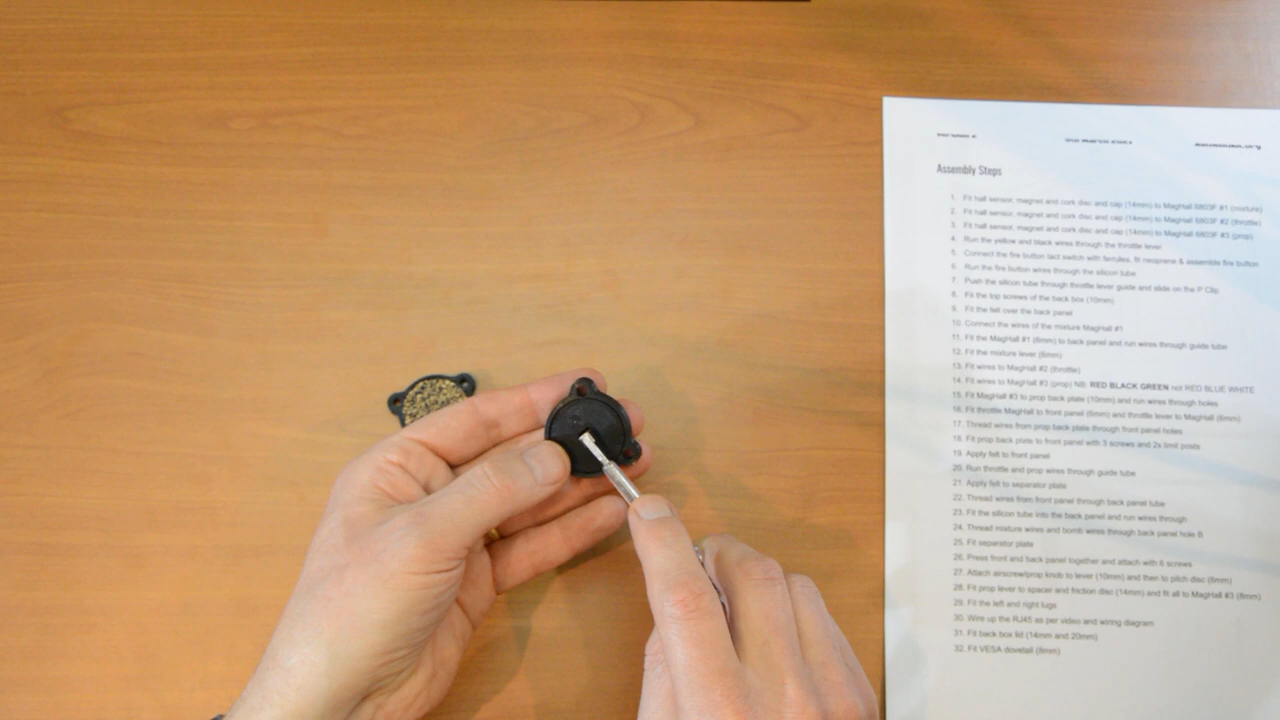 Assembly Steps
1. Fit hall sensor, magnet and cork disc and cap (14mm) to MagHall 6803F #1 (mixture)
2. Fit hall sensor, magnet and cork disc and cap (14mm) to MagHall 6803F #2 (throttle)
3. Fit hall sensor, magnet and cork disc and cap (14mm) to MagHall 6803F #3 (prop)
4. Run the yellow and black wires through the throttle lever
5. Connect the fire button tact switch with ferrules, fit neoprene & assemble fire button
6. Run the fire button wires through the silicon tube
7. Push the silicon tube through throttle lever guide and slide on the P Clip
8. Fit the top screws of the back box (10mm)
9. Fit the felt over the back panel
10. Connect the wires of the mixture MagHall #1
11. Fit the MagHall #1 (6mm) to back panel and run wires through guide tube
12. Fit the mixture lever (6mm)
13. Fit wires to MagHall #2 (throttle)
14. Fit wires to MagHall #3 (prop) NB: RED BLACK GREEN not RED BLUE WHITE
15. Fit MagHall #3 to prop back plate (10mm) and run wires through holes
16. Fit throttle MagHall to front panel (6mm) and throttle lever to MagHall (6mm)
17. Thread wires from prop back plate through front panel holes
18. Fit prop back plate to front panel with 3 screws and 2x limit posts
19. Apply felt to front panel
20. Run throttle and prop wires through guide tube
21. Apply felt to separator plate
22. Thread wires from front panel through back panel tube
23. Fit the silicon tube into the back panel and run wires through
24. Thread mixture wires and bomb wires through back panel hole B
25. Fit separator plate
26. Press front and back panel together and attach with 6 screws
27. Attach airscrew/prop knob to lever (10mm) and then to pitch disc (6mm)
28. Fit prop lever to spacer and friction disc (14mm) and fit all to MagHall #3 (8mm)
29. Fit the left and right lugs
30. Wire up the RJ45 as per video and wiring diagram
31. Fit back box lid (14mm and 20mm)
32. Fit VESA dovetail (8mm)